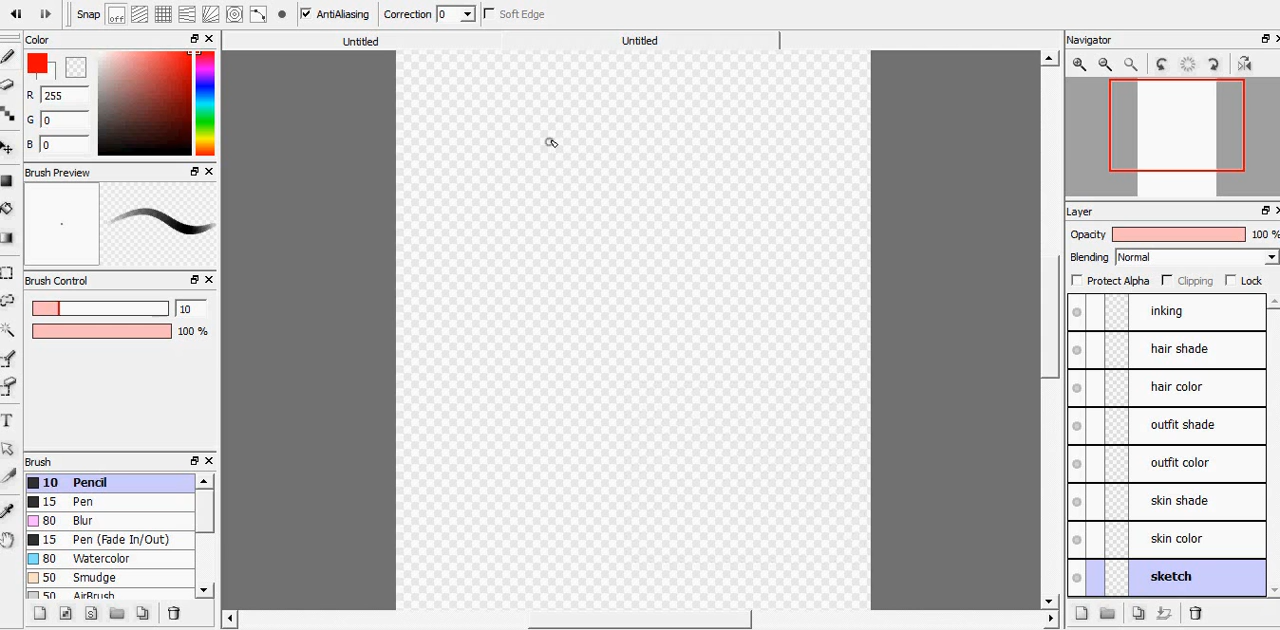 Snap off AntiAliasing Correction 0 Soft Edge
Color
R 255
G 0
B 0
Brush Preview
Brush Control
10
100 %
Brush
10 Pencil
15 Pen
80 Blur
15 Pen (Fade In/Out)
80 Watercolor
50 Smudge
50 AirBrush
T
Untitled
Untitled
Navigator
Layer
Opacity 100 %
Blending Normal
Protect Alpha Clipping Lock
inking
hair shade
hair color
outfit shade
outfit color
skin shade
skin color
sketch